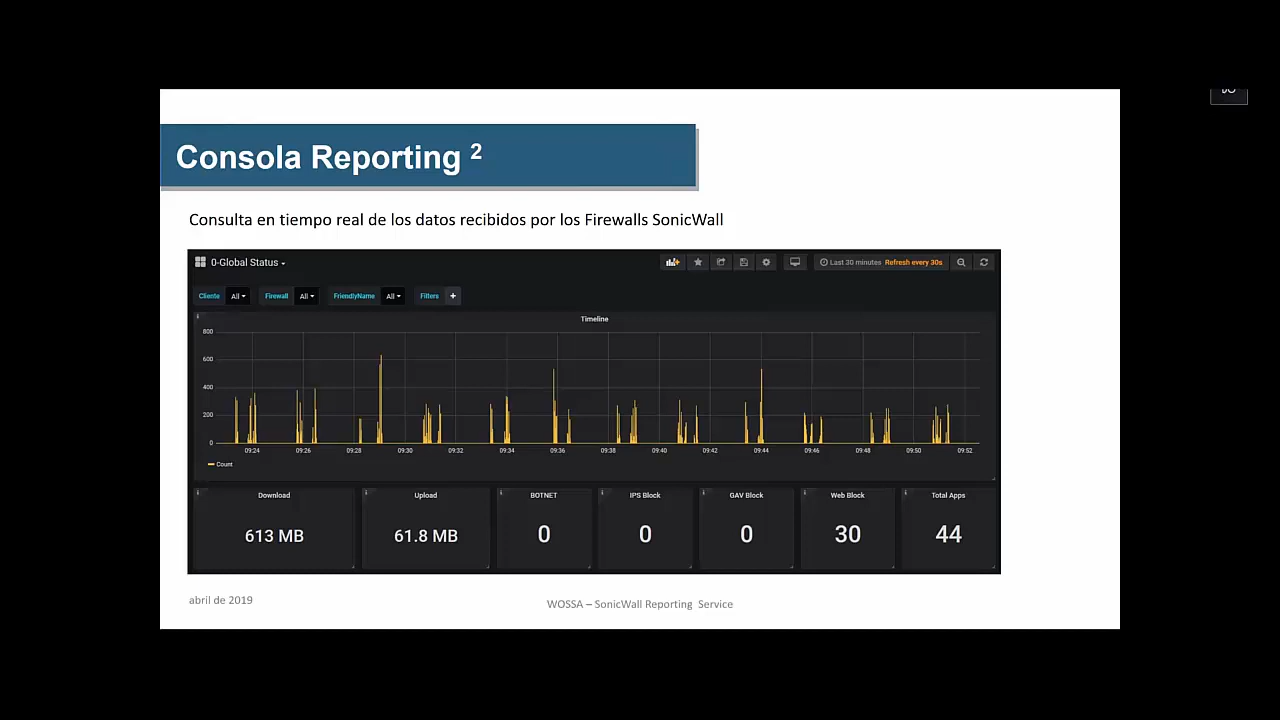 Consola Reporting ²
Consulta en tiempo real de los datos recibidos por los Firewalls SonicWall
0-Global Status
Last 30 minutes Refresh every 30s
Cliente All Firewall All FriendlyName All Filters +
Timeline
800
600
400
200
0
09:24 09:26 09:28 09:30 09:32 09:34 09:36 09:38 09:40 09:42 09:44 09:46 09:48 09:50 09:52
Count
Download Upload BOTNET IPS Block GAV Block Web Block Total Apps
613 MB 61.8 MB 0 0 0 30 44
abril de 2019
WOSSA – SonicWall Reporting Service